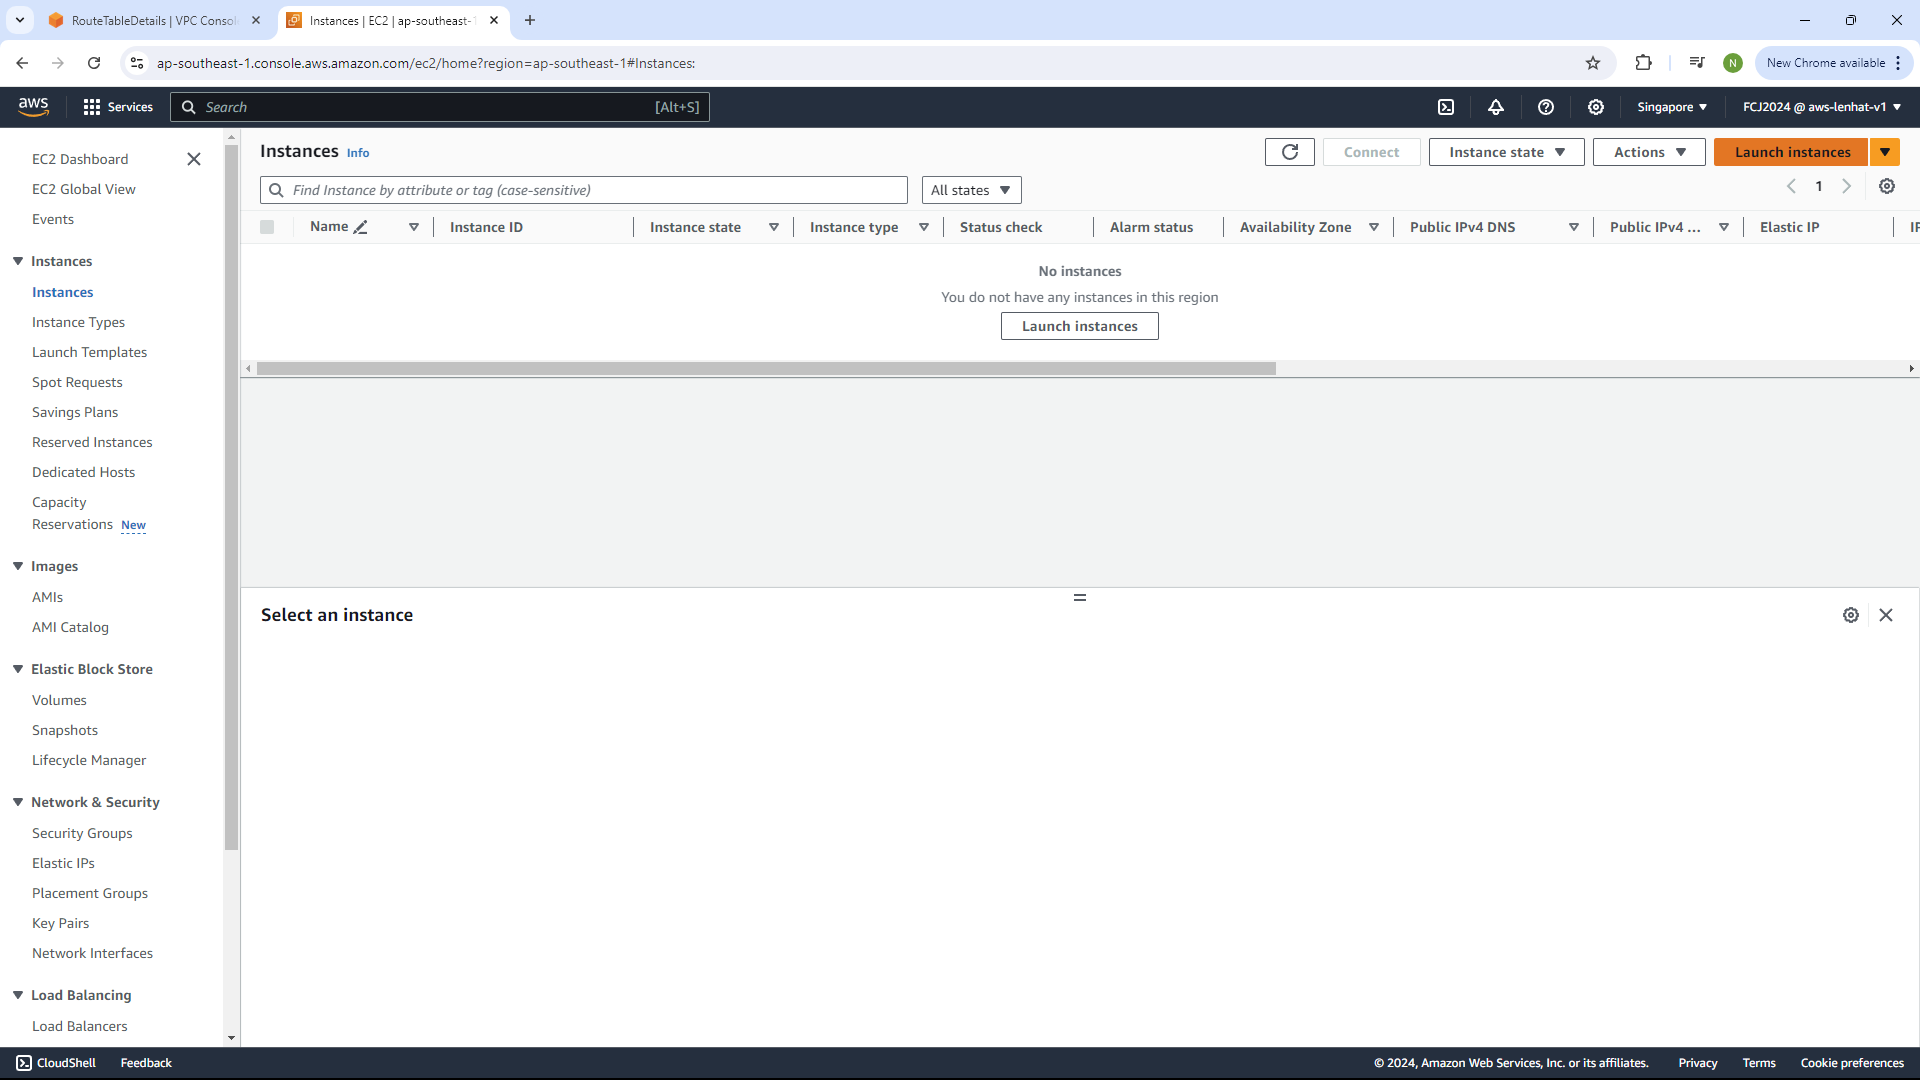 RouteTableDetails | VPC Consol
Instances | EC2 | ap-southeast-1
ap-southeast-1.console.aws.amazon.com/ec2/home?region=ap-southeast-1#Instances:
N
New Chrome available
aws
Services
Search
[Alt+S]
Singapore
FCJ2024 @ aws-lenhat-v1
EC2 Dashboard
EC2 Global View
Events
Instances
Instances
Instance Types
Launch Templates
Spot Requests
Savings Plans
Reserved Instances
Dedicated Hosts
Capacity
Reservations New
Images
AMIs
AMI Catalog
Elastic Block Store
Volumes
Snapshots
Lifecycle Manager
Network & Security
Security Groups
Elastic IPs
Placement Groups
Key Pairs
Network Interfaces
Load Balancing
Load Balancers
Instances Info
Connect
Instance state
Actions
Launch instances
Find Instance by attribute or tag (case-sensitive)
All states
1
Name
Instance ID
Instance state
Instance type
Status check
Alarm status
Availability Zone
Public IPv4 DNS
Public IPv4 ...
Elastic IP
No instances
You do not have any instances in this region
Launch instances
Select an instance
CloudShell
Feedback
© 2024, Amazon Web Services, Inc. or its affiliates.
Privacy
Terms
Cookie preferences